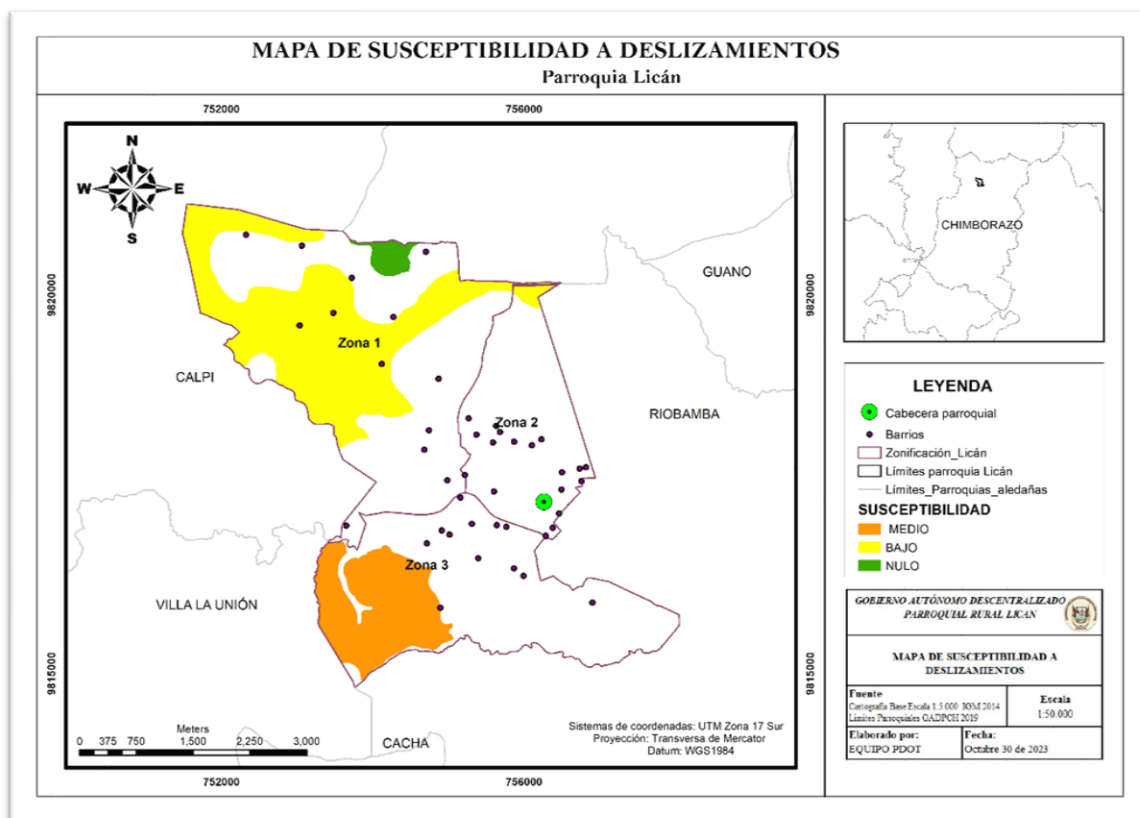 MAPA DE SUSCEPTIBILIDAD A DESLIZAMIENTOS
Parroquia Licán
752000
756000
N
W
E
S
9820000
9820000
CHIMBORAZO
GUANO
Zona 1
CALPI
RIOBAMBA
Zona 2
Zona 3
VILLA LA UNIÓN
CACHA
9815000
9815000
Meters
0 375 750 1,500 2,250 3,000
Sistemas de coordenadas: UTM Zona 17 Sur
Proyección: Transversa de Mercator
Datum: WGS1984
752000
756000
LEYENDA
Cabecera parroquial
Barrios
Zonificación_Licán
Límites parroquia Licán
Límites_Parroquias_aledañas
SUSCEPTIBILIDAD
MEDIO
BAJO
NULO
GOBIERNO AUTÓNOMO DESCENTRALIZADO
PARROQUIAL RURAL LICAN
MAPA DE SUSCEPTIBILIDAD A
DESLIZAMIENTOS
Fuente
Cartografía Base Escala 1:5.000 IGM 2014
Límites Parroquiales GADPCH 2019
Escala
1:50.000
Elaborado por:
EQUIPO PDOT
Fecha:
Octubre 30 de 2023